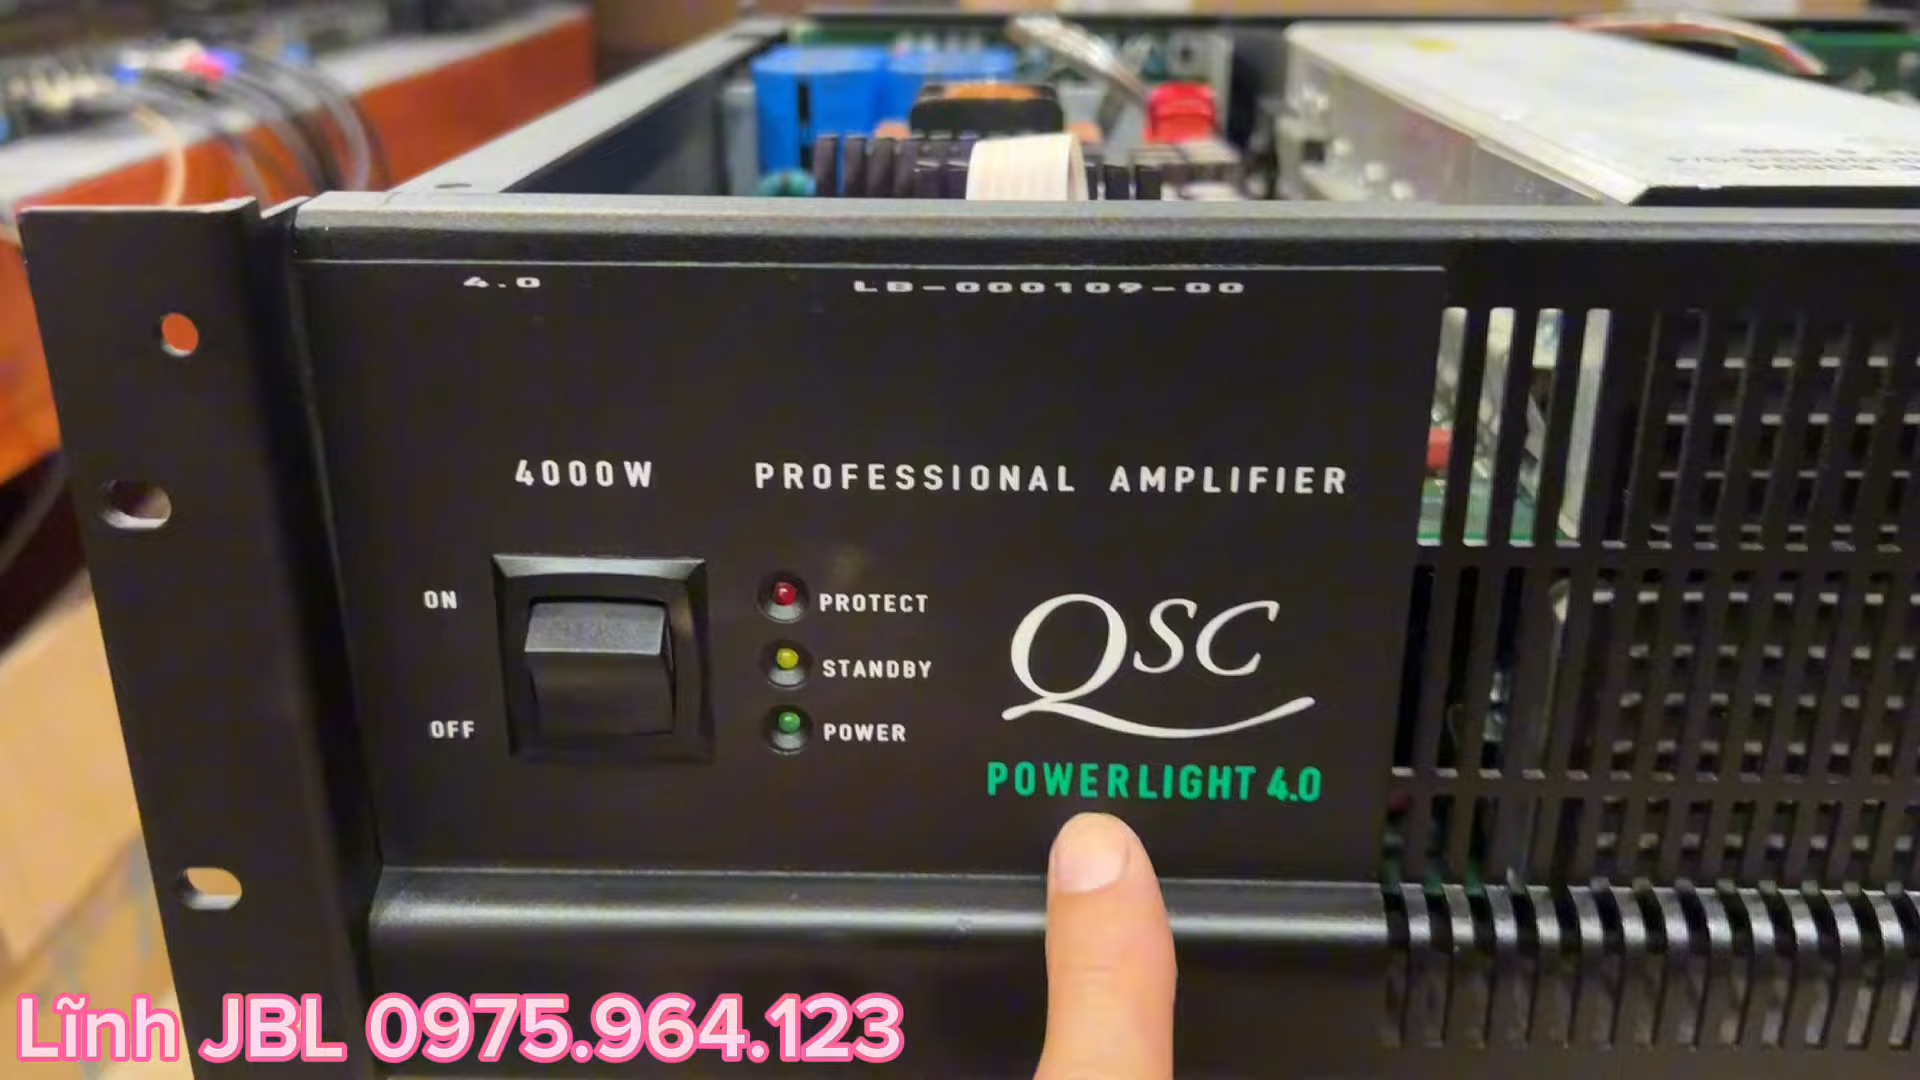 4.0 LB-000109-00
4000W PROFESSIONAL AMPLIFIER
ON
OFF
PROTECT
STANDBY
POWER
QSC
POWERLIGHT 4.0
Lĩnh JBL 0975.964.123